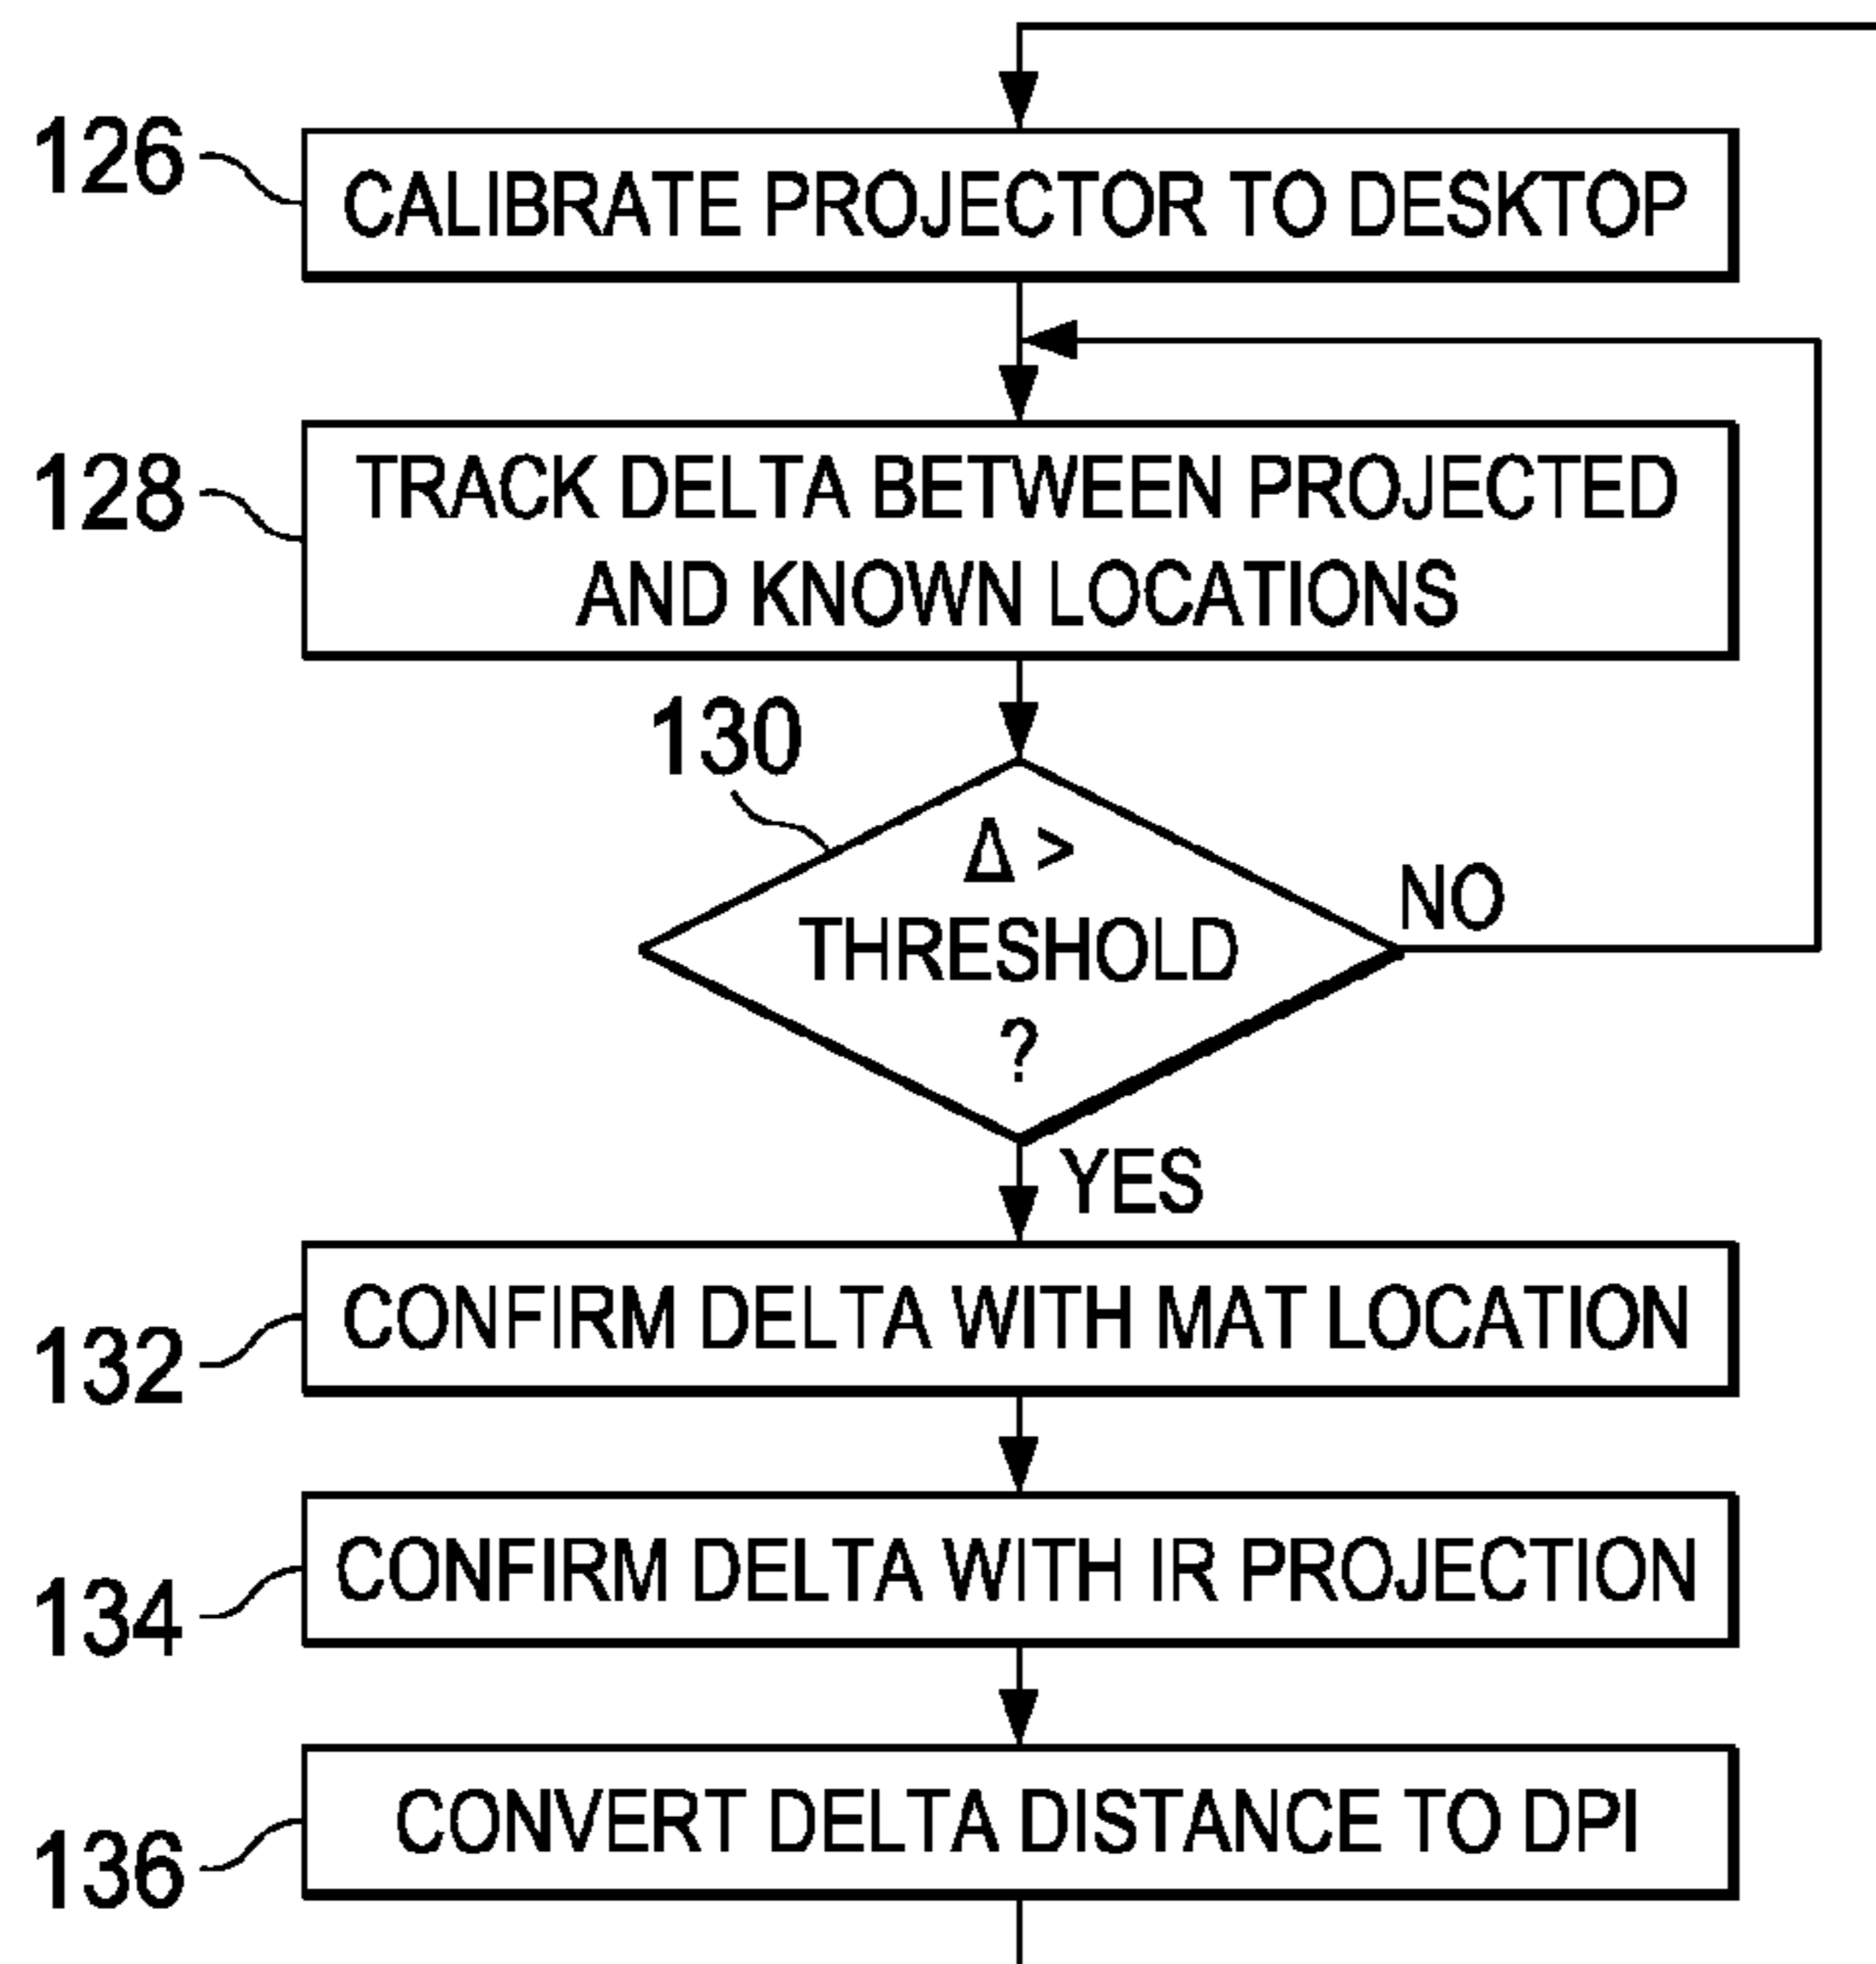 126
CALIBRATE PROJECTOR TO DESKTOP
128
TRACK DELTA BETWEEN PROJECTED
AND KNOWN LOCATIONS
130
Δ >
THRESHOLD
?
NO
YES
132
CONFIRM DELTA WITH MAT LOCATION
134
CONFIRM DELTA WITH IR PROJECTION
136
CONVERT DELTA DISTANCE TO DPI